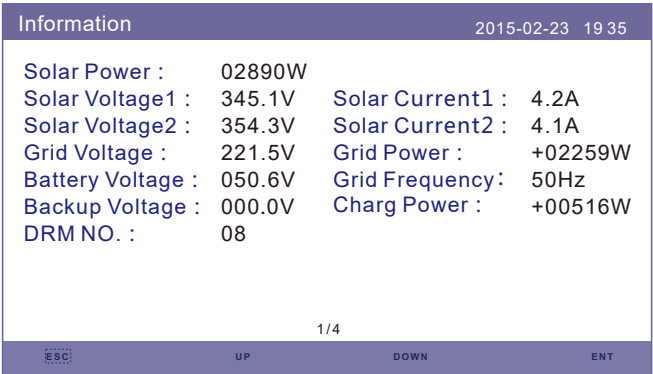 Information 2015-02-23 19 35
Solar Power : 02890W
Solar Voltage1 : 345.1V Solar Current1 : 4.2A
Solar Voltage2 : 354.3V Solar Current2 : 4.1A
Grid Voltage : 221.5V Grid Power : +02259W
Battery Voltage : 050.6V Grid Frequency: 50Hz
Backup Voltage : 000.0V Charg Power : +00516W
DRM NO. : 08
1/4
ESC UP DOWN ENT